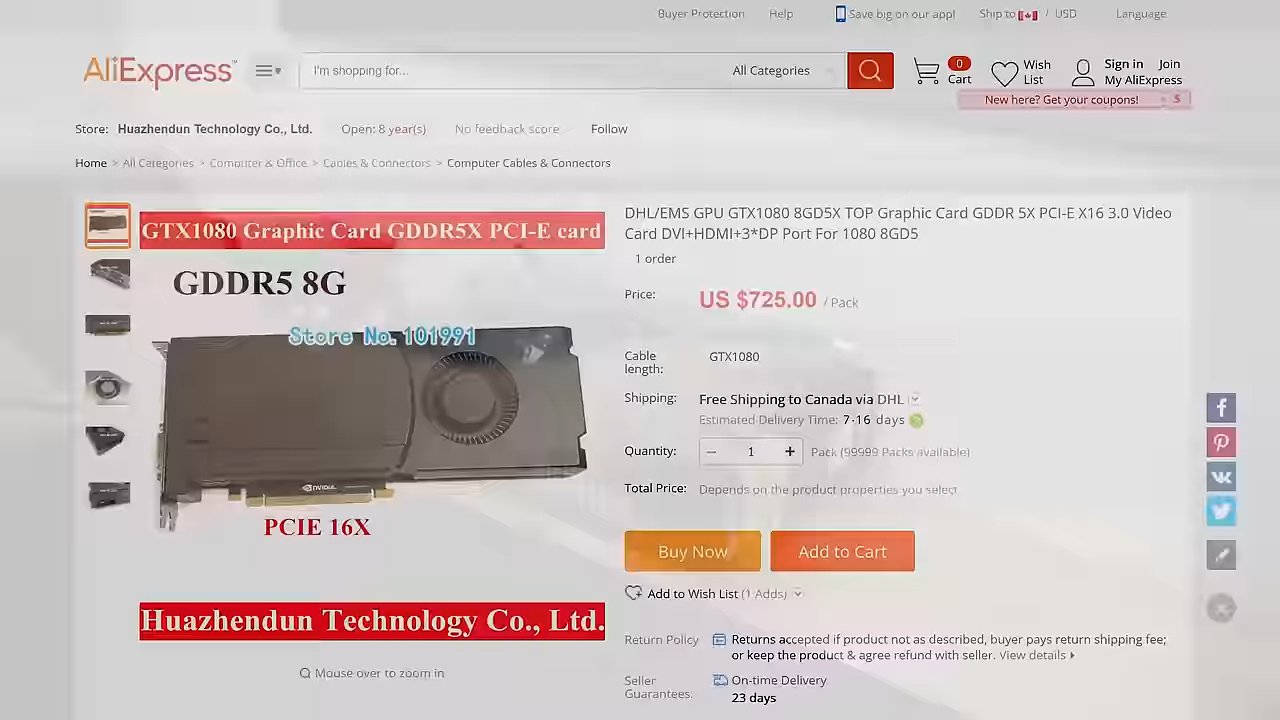 Buyer Protection Help Save big on our app! Ship to / USD Language
AliExpress™
I'm shopping for... All Categories
0
Cart
Wish
List
Sign in Join
My AliExpress
New here? Get your coupons! $
Store: Huazhendun Technology Co., Ltd. Open: 8 year(s) No feedback score Follow
Home > All Categories > Computer & Office > Cables & Connectors > Computer Cables & Connectors
GTX1080 Graphic Card GDDR5X PCI-E card
GDDR5 8G
Store No.101991
NVIDIA.
PCIE 16X
Huazhendun Technology Co., Ltd.
Mouse over to zoom in
DHL/EMS GPU GTX1080 8GD5X TOP Graphic Card GDDR 5X PCI-E X16 3.0 Video
Card DVI+HDMI+3*DP Port For 1080 8GD5
1 order
Price: US $725.00 / Pack
Cable
length:
GTX1080
Shipping: Free Shipping to Canada via DHL
Estimated Delivery Time: 7-16 days
Quantity: − 1 + Pack (99999 Packs available)
Total Price: Depends on the product properties you select
Buy Now Add to Cart
Add to Wish List (1 Adds)
Return Policy Returns accepted if product not as described, buyer pays return shipping fee;
or keep the product & agree refund with seller. View details
Seller
Guarantees:
On-time Delivery
23 days